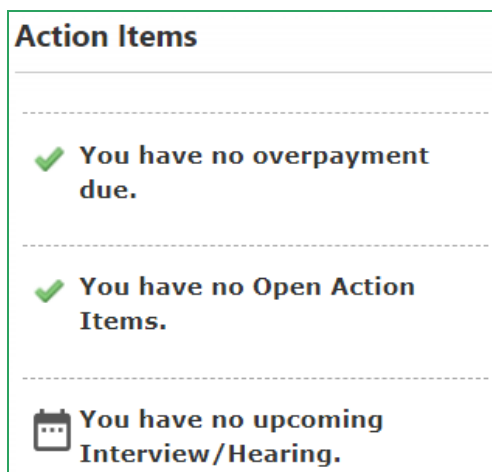 Action Items
You have no overpayment
due.
You have no Open Action
Items.
You have no upcoming
Interview/Hearing.